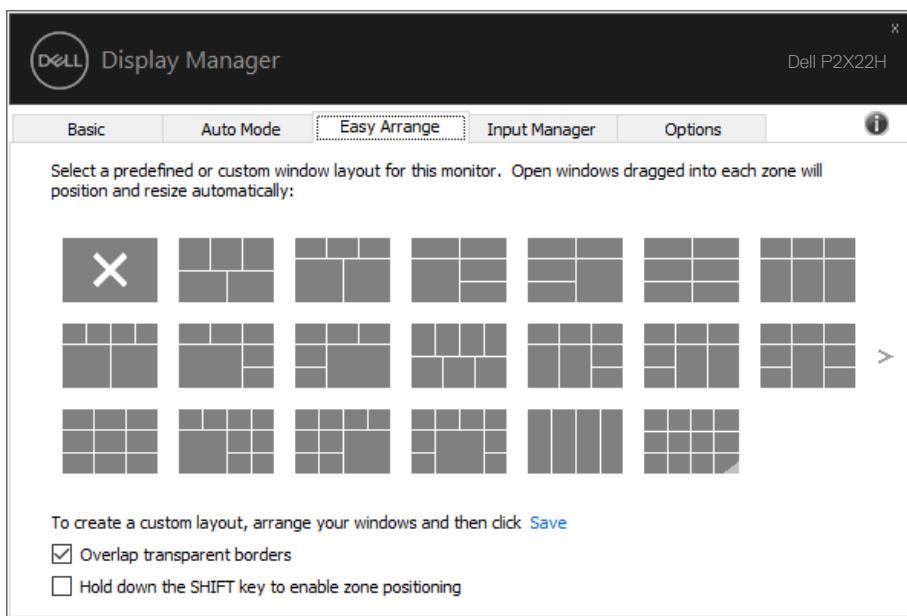 x
DELL Display Manager
Dell P2X22H
Basic Auto Mode Easy Arrange Input Manager Options
Select a predefined or custom window layout for this monitor. Open windows dragged into each zone will
position and resize automatically:
>
To create a custom layout, arrange your windows and then click Save
Overlap transparent borders
Hold down the SHIFT key to enable zone positioning